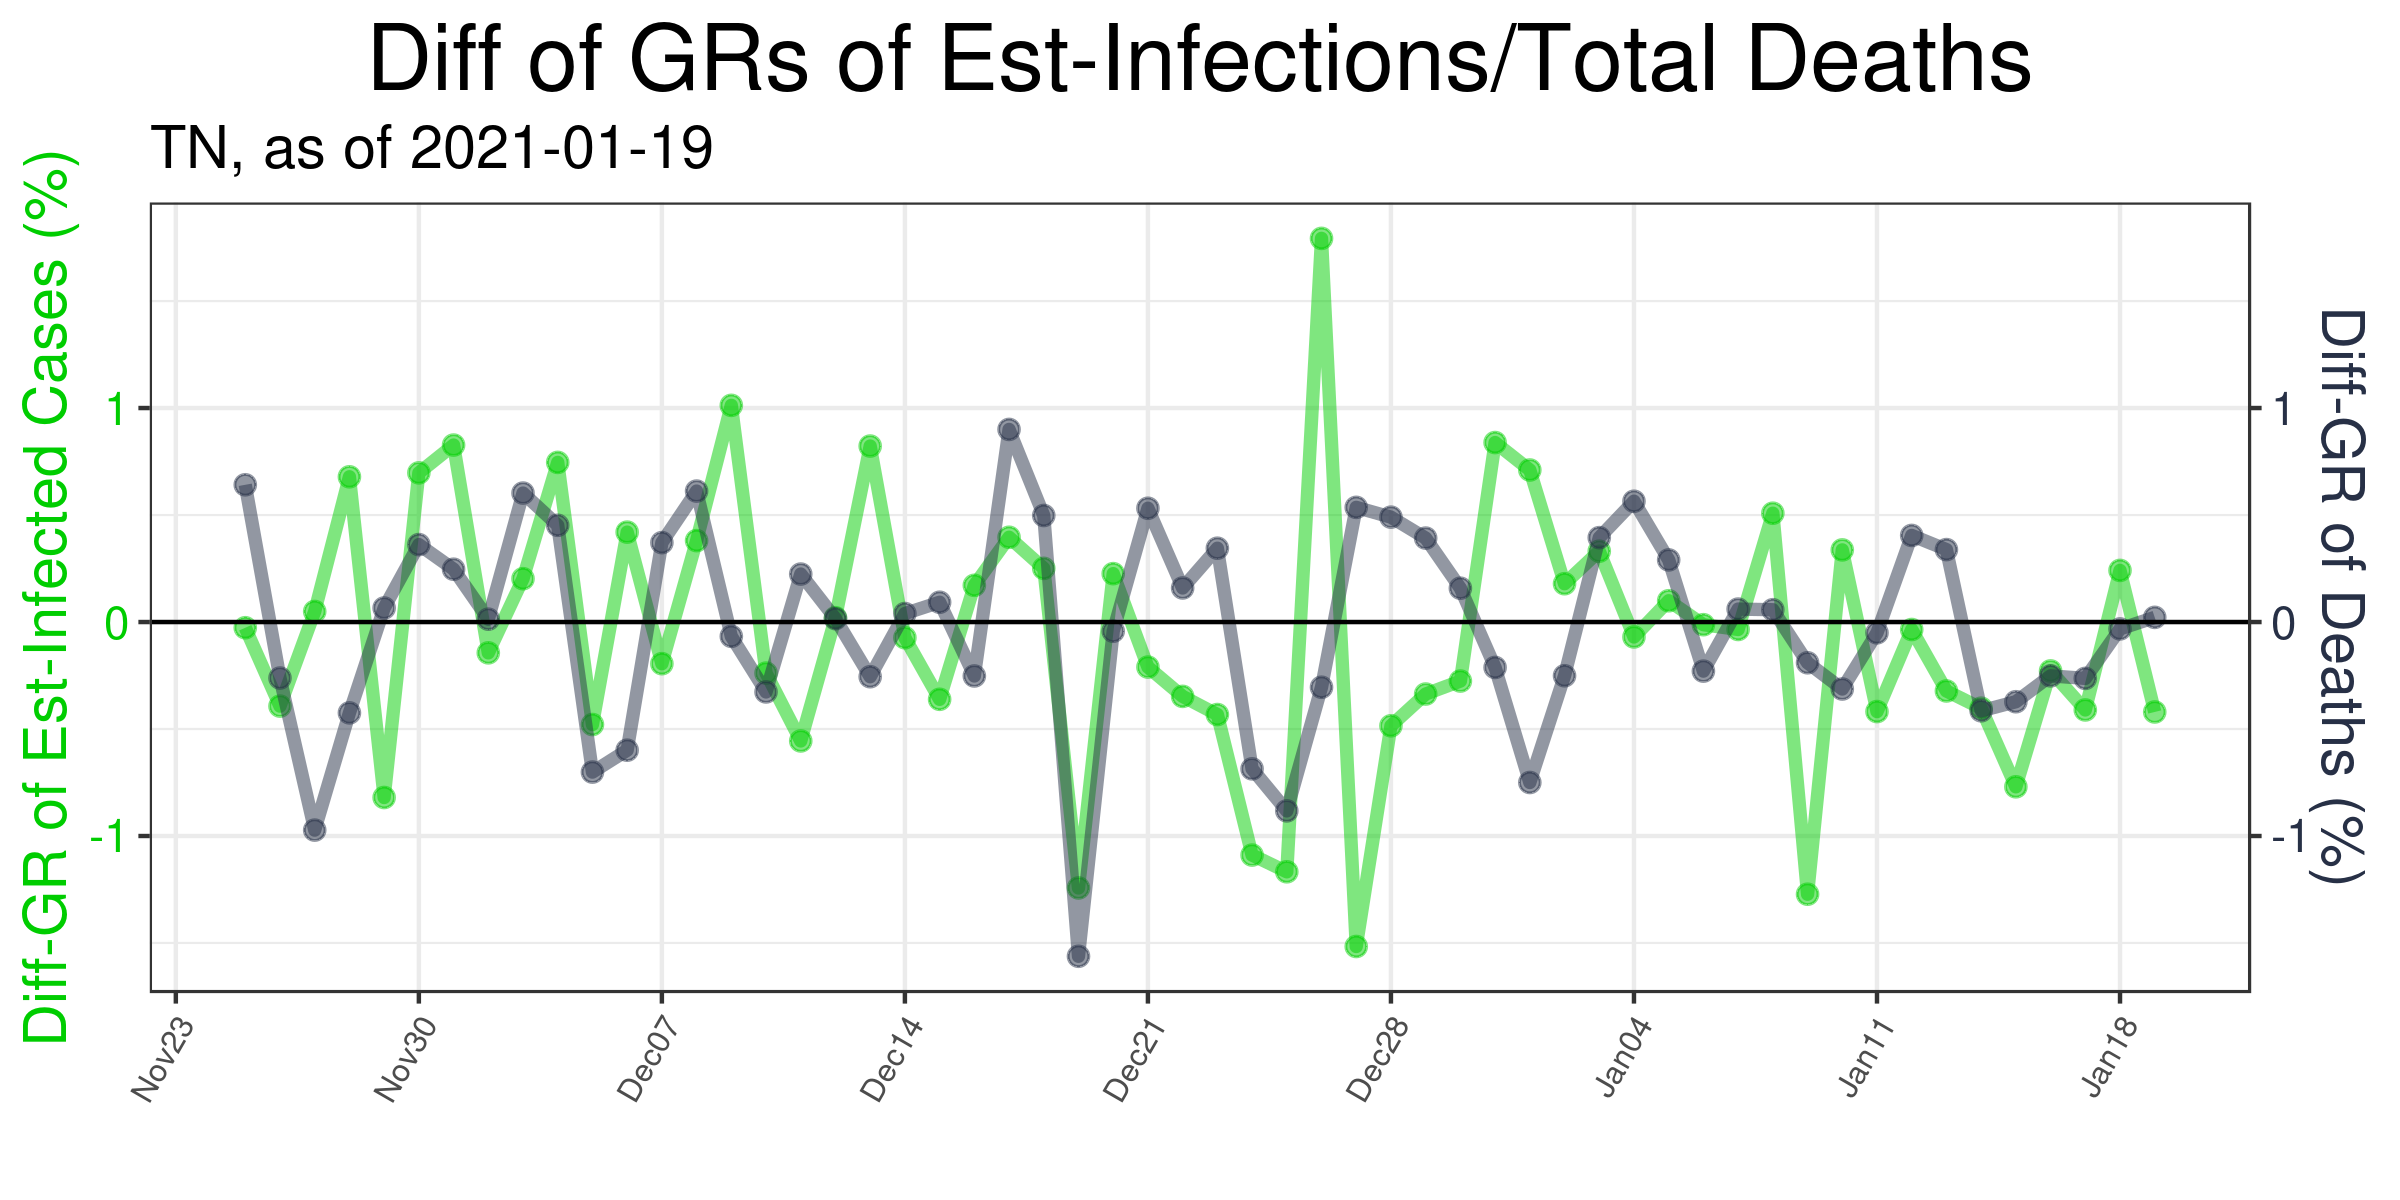 Diff of GRs of Est-Infections/Total Deaths
TN, as of 2021-01-19
Diff-GR of Est-Infected Cases (%)
1
0
-1
1
0
-1
Diff-GR of Deaths (%)
Nov23
Nov30
Dec07
Dec14
Dec21
Dec28
Jan04
Jan11
Jan18